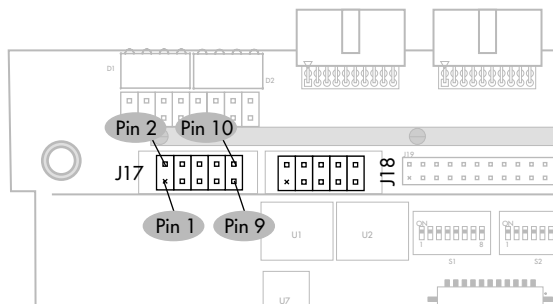 D1
D2
Pin 2
Pin 10
J17
J18
J19
Pin 1
Pin 9
U1
U2
ON
1
8
S1
ON
1
S2
U7